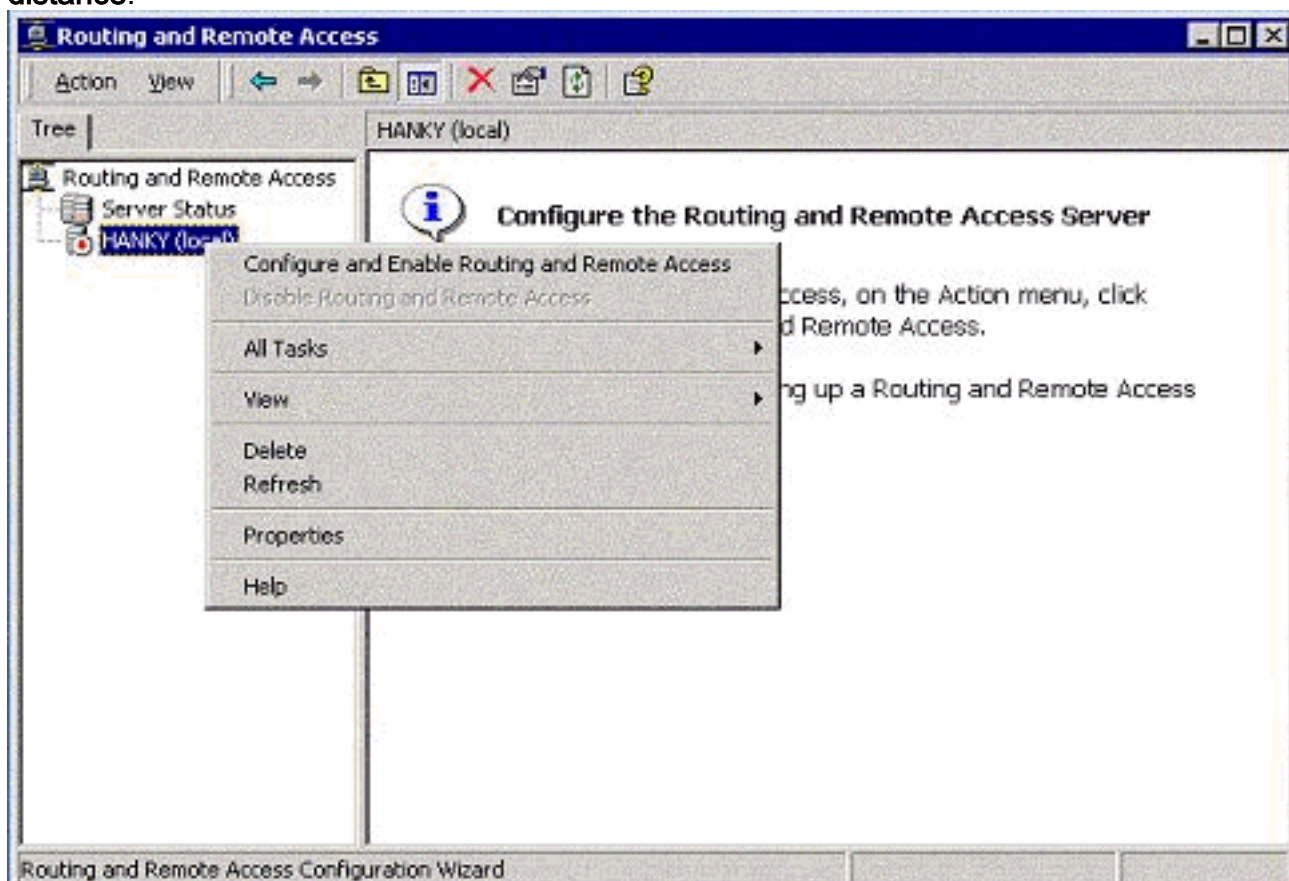 distance.
Routing and Remote Access
Action View
Tree
HANKY (local)
Routing and Remote Access
Server Status
HANKY (local)
Configure the Routing and Remote Access Server
Configure and Enable Routing and Remote Access
Disable Routing and Remote Access
ccess, on the Action menu, click
d Remote Access.
All Tasks
ng up a Routing and Remote Access
View
Delete
Refresh
Properties
Help
Routing and Remote Access Configuration Wizard